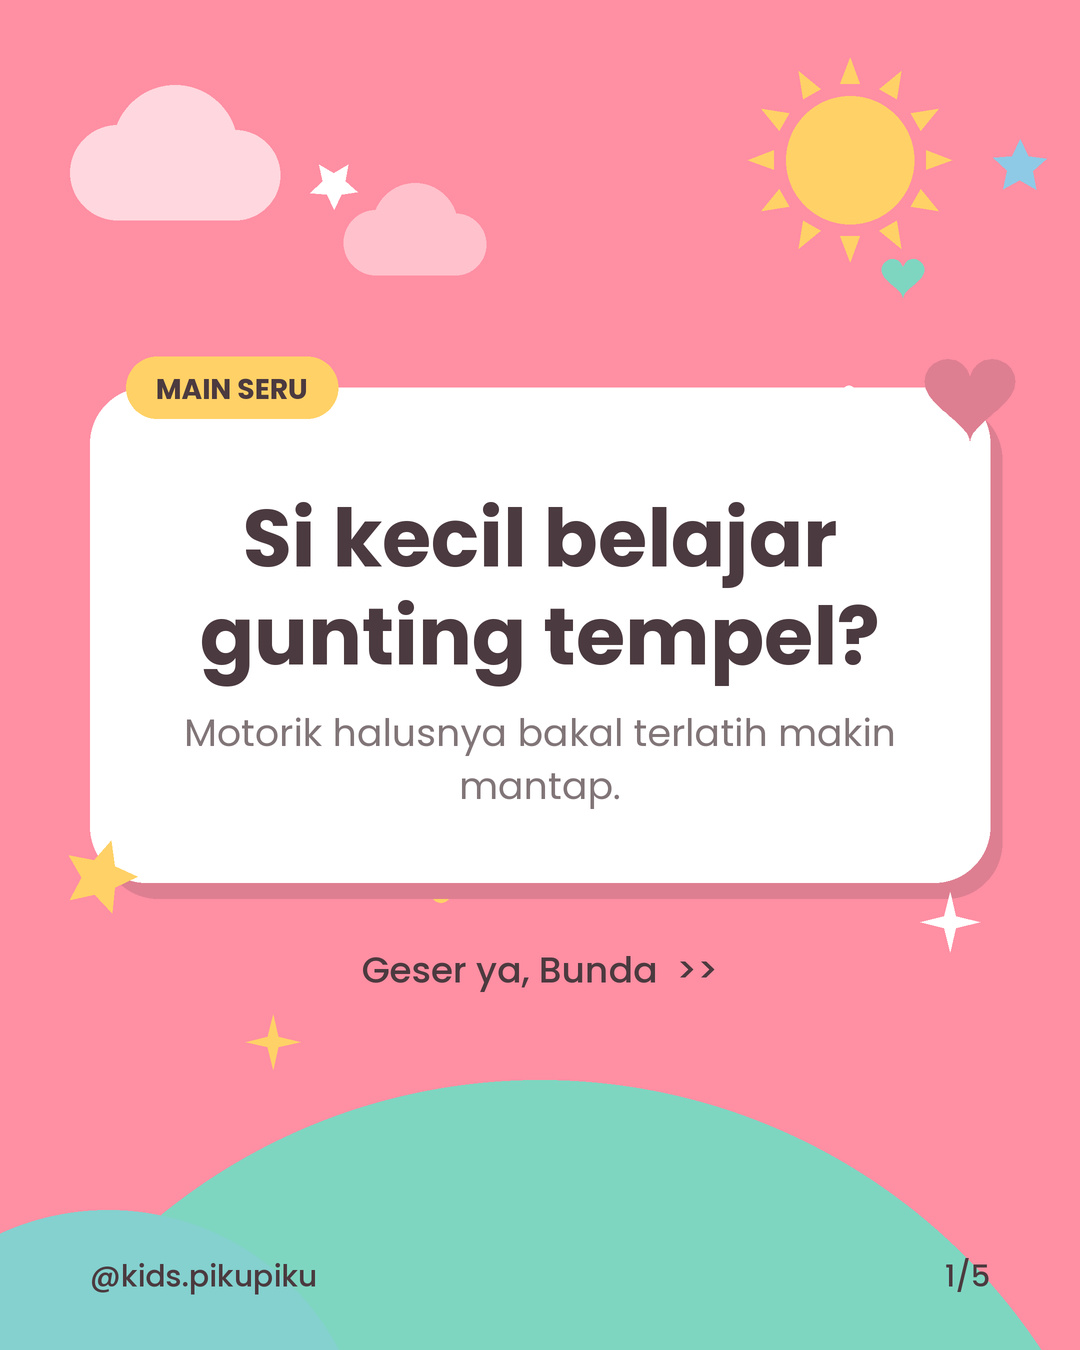 MAIN SERU
Si kecil belajar
gunting tempel?
Motorik halusnya bakal terlatih makin
mantap.
Geser ya, Bunda >>
@kids.pikupiku
1/5